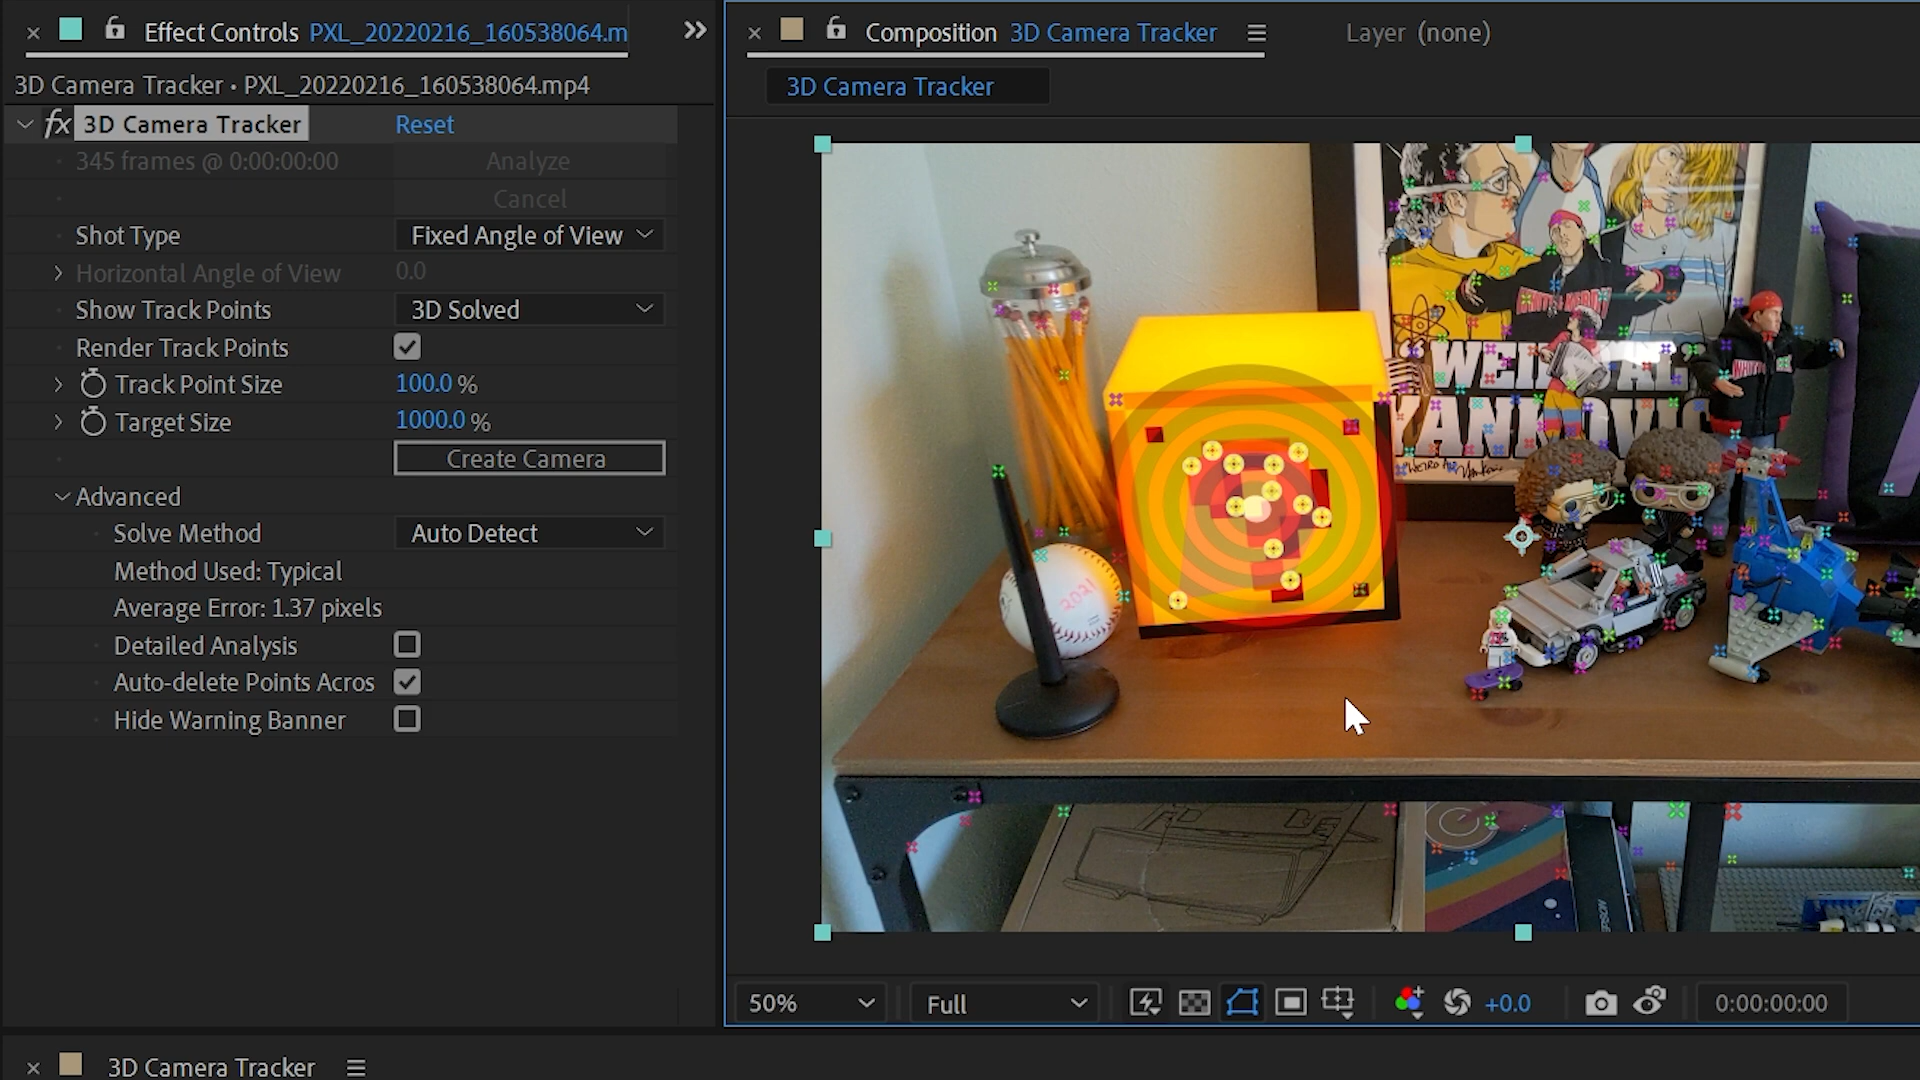 Effect Controls PXL_20220216_160538064.m
3D Camera Tracker • PXL_20220216_160538064.mp4
fx 3D Camera Tracker Reset
345 frames @ 0:00:00:00 Analyze
Cancel
Shot Type Fixed Angle of View
Horizontal Angle of View 0.0
Show Track Points 3D Solved
Render Track Points
Track Point Size 100.0 %
Target Size 1000.0 %
Create Camera
Advanced
Solve Method Auto Detect
Method Used: Typical
Average Error: 1.37 pixels
Detailed Analysis
Auto-delete Points Acros
Hide Warning Banner
Composition 3D Camera Tracker
Layer (none)
3D Camera Tracker
"WEIRD AL"
YANKOVIC
2021
EPSON
50% Full +0.0 0:00:00:00
3D Camera Tracker